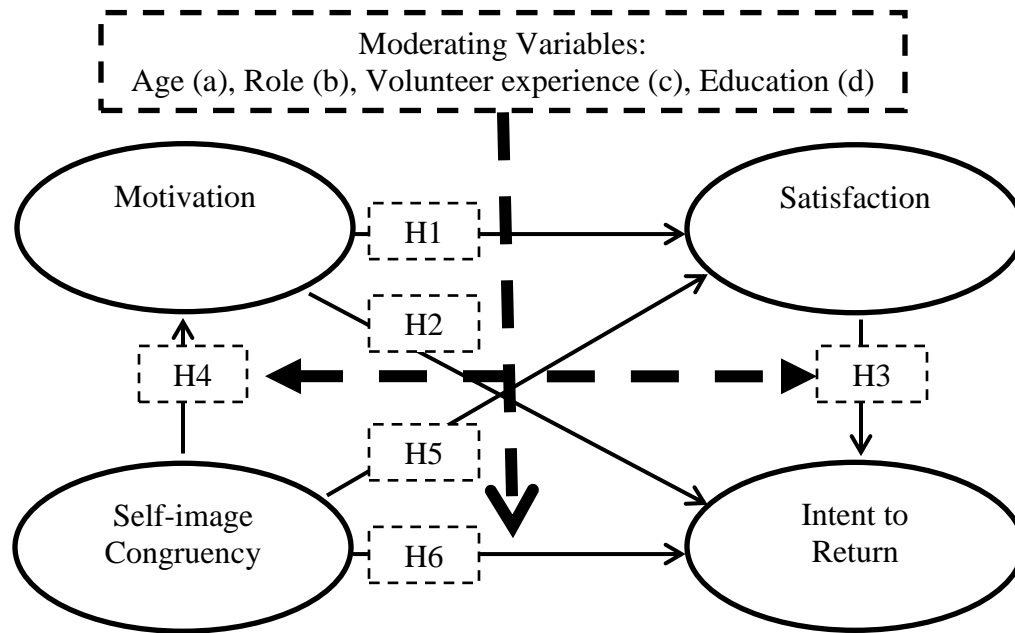 Moderating Variables:
Age (a), Role (b), Volunteer experience (c), Education (d)
Motivation
Satisfaction
H1
H2
H4
H3
H5
Self-image
Congruency
Intent to
Return
H6